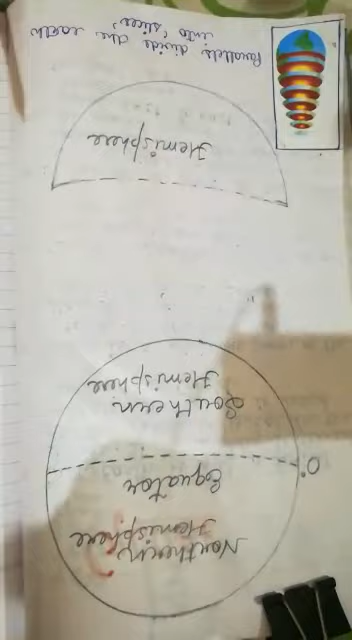 Northern
Hemisphere
Equator
0°
Southern
Hemisphere
Hemisphere
Parallels divide the earth
into 'slices'